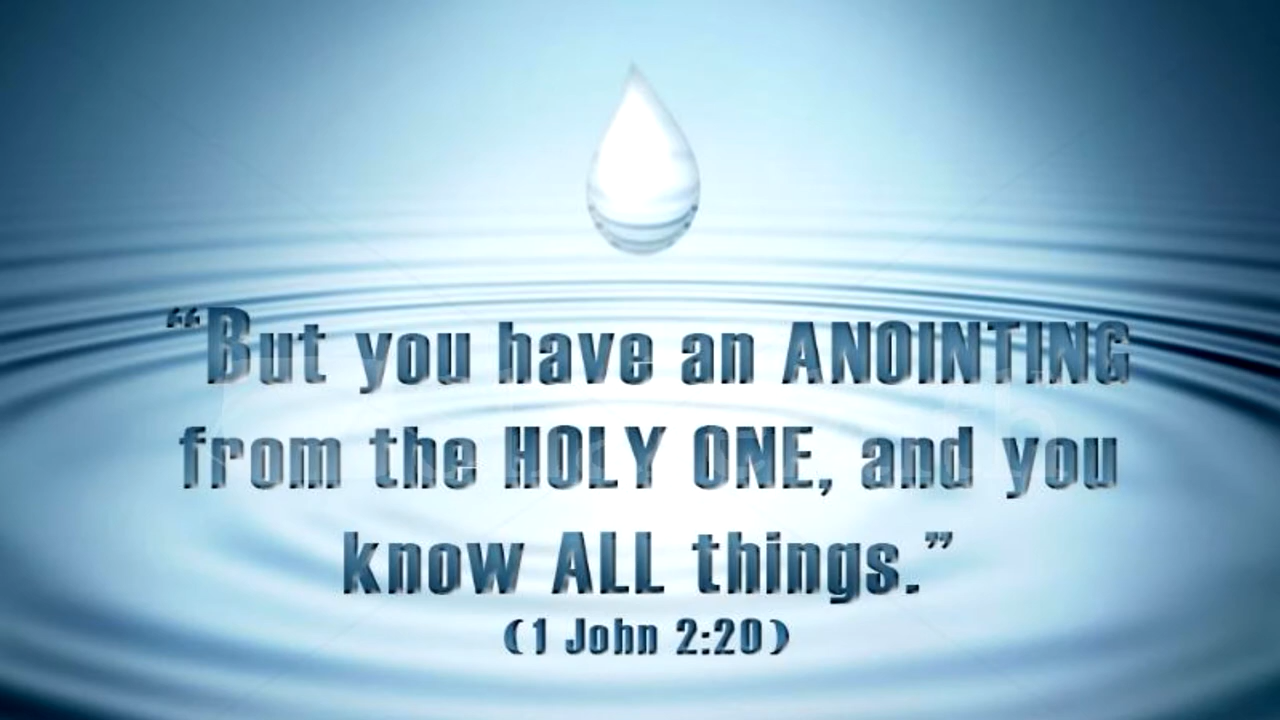 “But you have an ANOINTING
from the HOLY ONE, and you
know ALL things.”
(1 John 2:20)